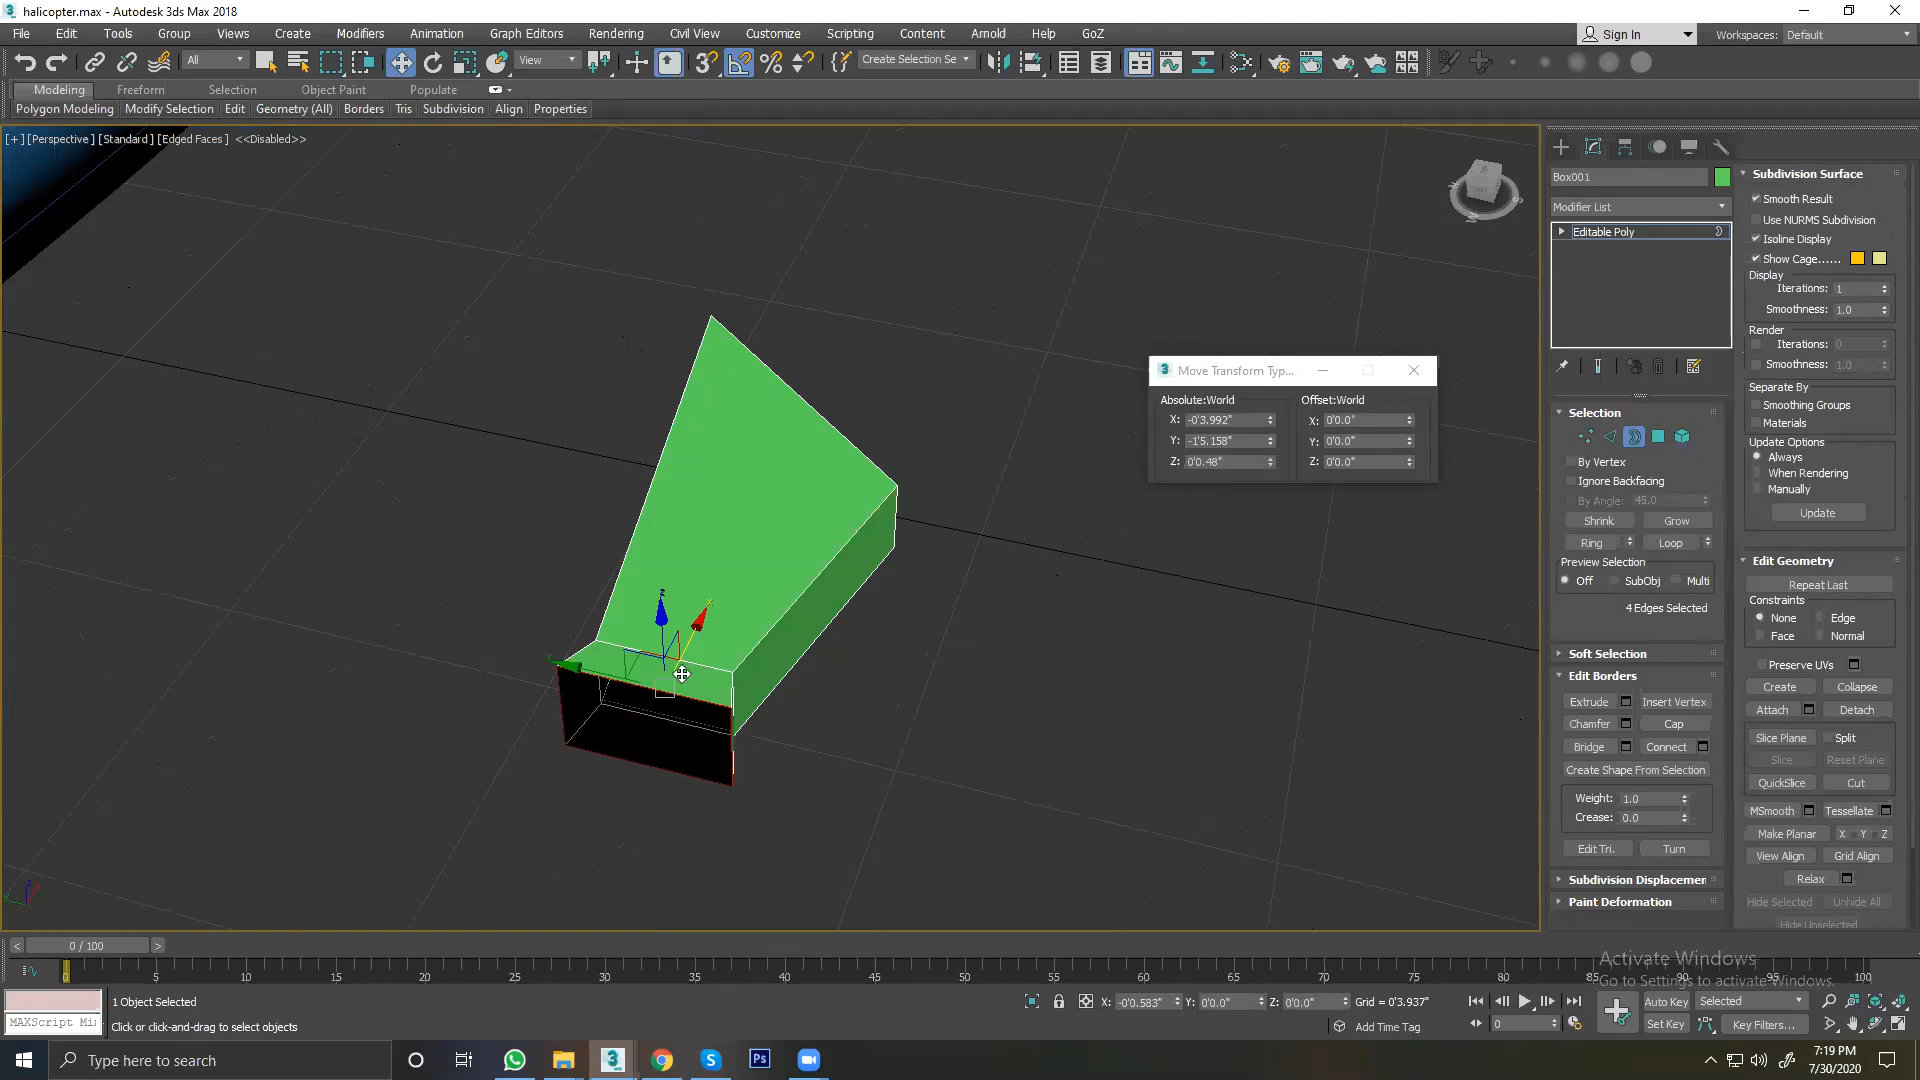 halicopter.max - Autodesk 3ds Max 2018
File Edit Tools Group Views Create Modifiers Animation Graph Editors Rendering Civil View Customize Scripting Content Arnold Help GoZ
Sign In Workspaces: Default
All View Create Selection Se
Modeling Freeform Selection Object Paint Populate
Polygon Modeling Modify Selection Edit Geometry (All) Borders Tris Subdivision Align Properties
[+] [Perspective] [Standard] [Edged Faces] <<Disabled>>
Box001
Modifier List
Editable Poly
Move Transform Typ...
Absolute:World Offset:World
X: -0'3.992" X: 0'0.0"
Y: -1'5.158" Y: 0'0.0"
Z: 0'0.48" Z: 0'0.0"
Selection
By Vertex
Ignore Backfacing
By Angle: 45.0
Shrink Grow
Ring Loop
Preview Selection
Off SubObj Multi
4 Edges Selected
Soft Selection
Edit Borders
Extrude Insert Vertex
Chamfer Cap
Bridge Connect
Create Shape From Selection
Weight: 1.0
Crease: 0.0
Edit Tri. Turn
Subdivision Displacemen
Paint Deformation
Subdivision Surface
Smooth Result
Use NURMS Subdivision
Isoline Display
Show Cage......
Display
Iterations: 1
Smoothness: 1.0
Render
Iterations: 0
Smoothness: 1.0
Separate By
Smoothing Groups
Materials
Update Options
Always
When Rendering
Manually
Update
Edit Geometry
Repeat Last
Constraints
None Edge
Face Normal
Preserve UVs
Create Collapse
Attach Detach
Slice Plane Split
Slice Reset Plane
QuickSlice Cut
MSmooth Tessellate
Make Planar X Y Z
View Align Grid Align
Relax
Hide Selected Unhide All
Hide Unselected
Activate Windows
Go to Settings to activate Windows.
< 0 / 100 >
0 5 10 15 20 25 30 35 40 45 50 55 60 65 70 75 80 85 90 95 100
1 Object Selected
MAXScript Mi
Click or click-and-drag to select objects
X: -0'0.583" Y: 0'0.0" Z: 0'0.0" Grid = 0'3.937"
Add Time Tag
0
Auto Key Selected
Set Key Key Filters...
Type here to search
7:19 PM
7/30/2020